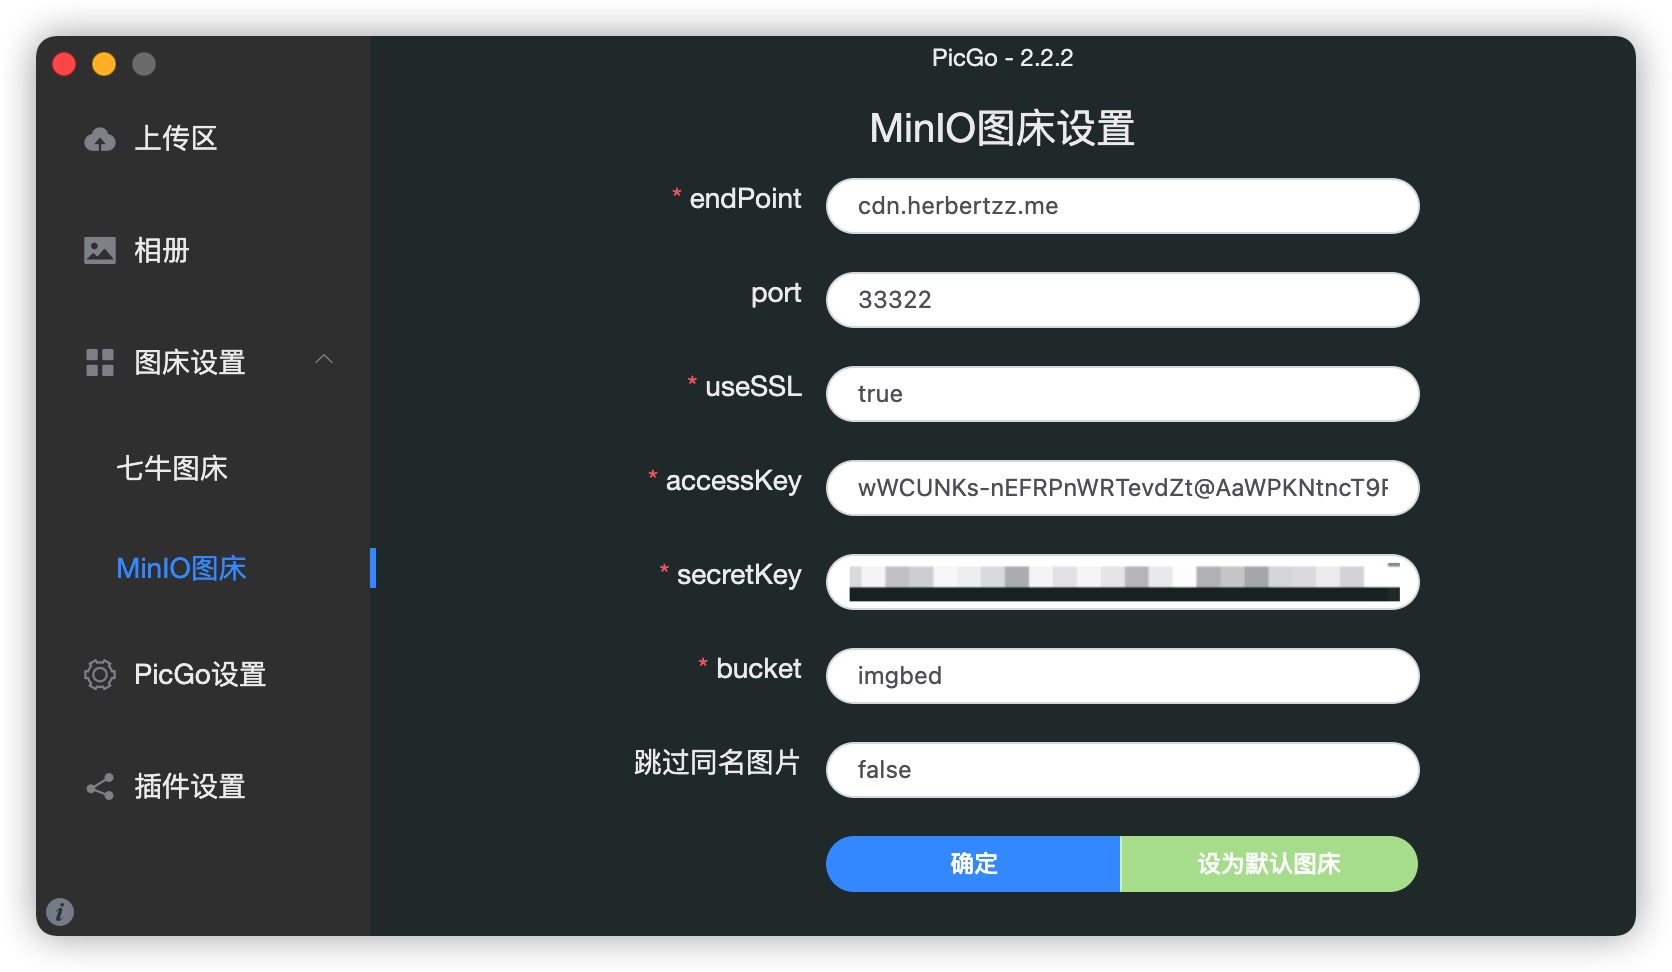 PicGo - 2.2.2
上传区
相册
图床设置
七牛图床
MinIO图床
PicGo设置
插件设置
MinIO图床设置
* endPoint
cdn.herbertzz.me
port
33322
* useSSL
true
* accessKey
wWCUNKs-nEFRPnWRTevdZt@AaWPKNtncT9F
* secretKey
* bucket
imgbed
跳过同名图片
false
确定
设为默认图床